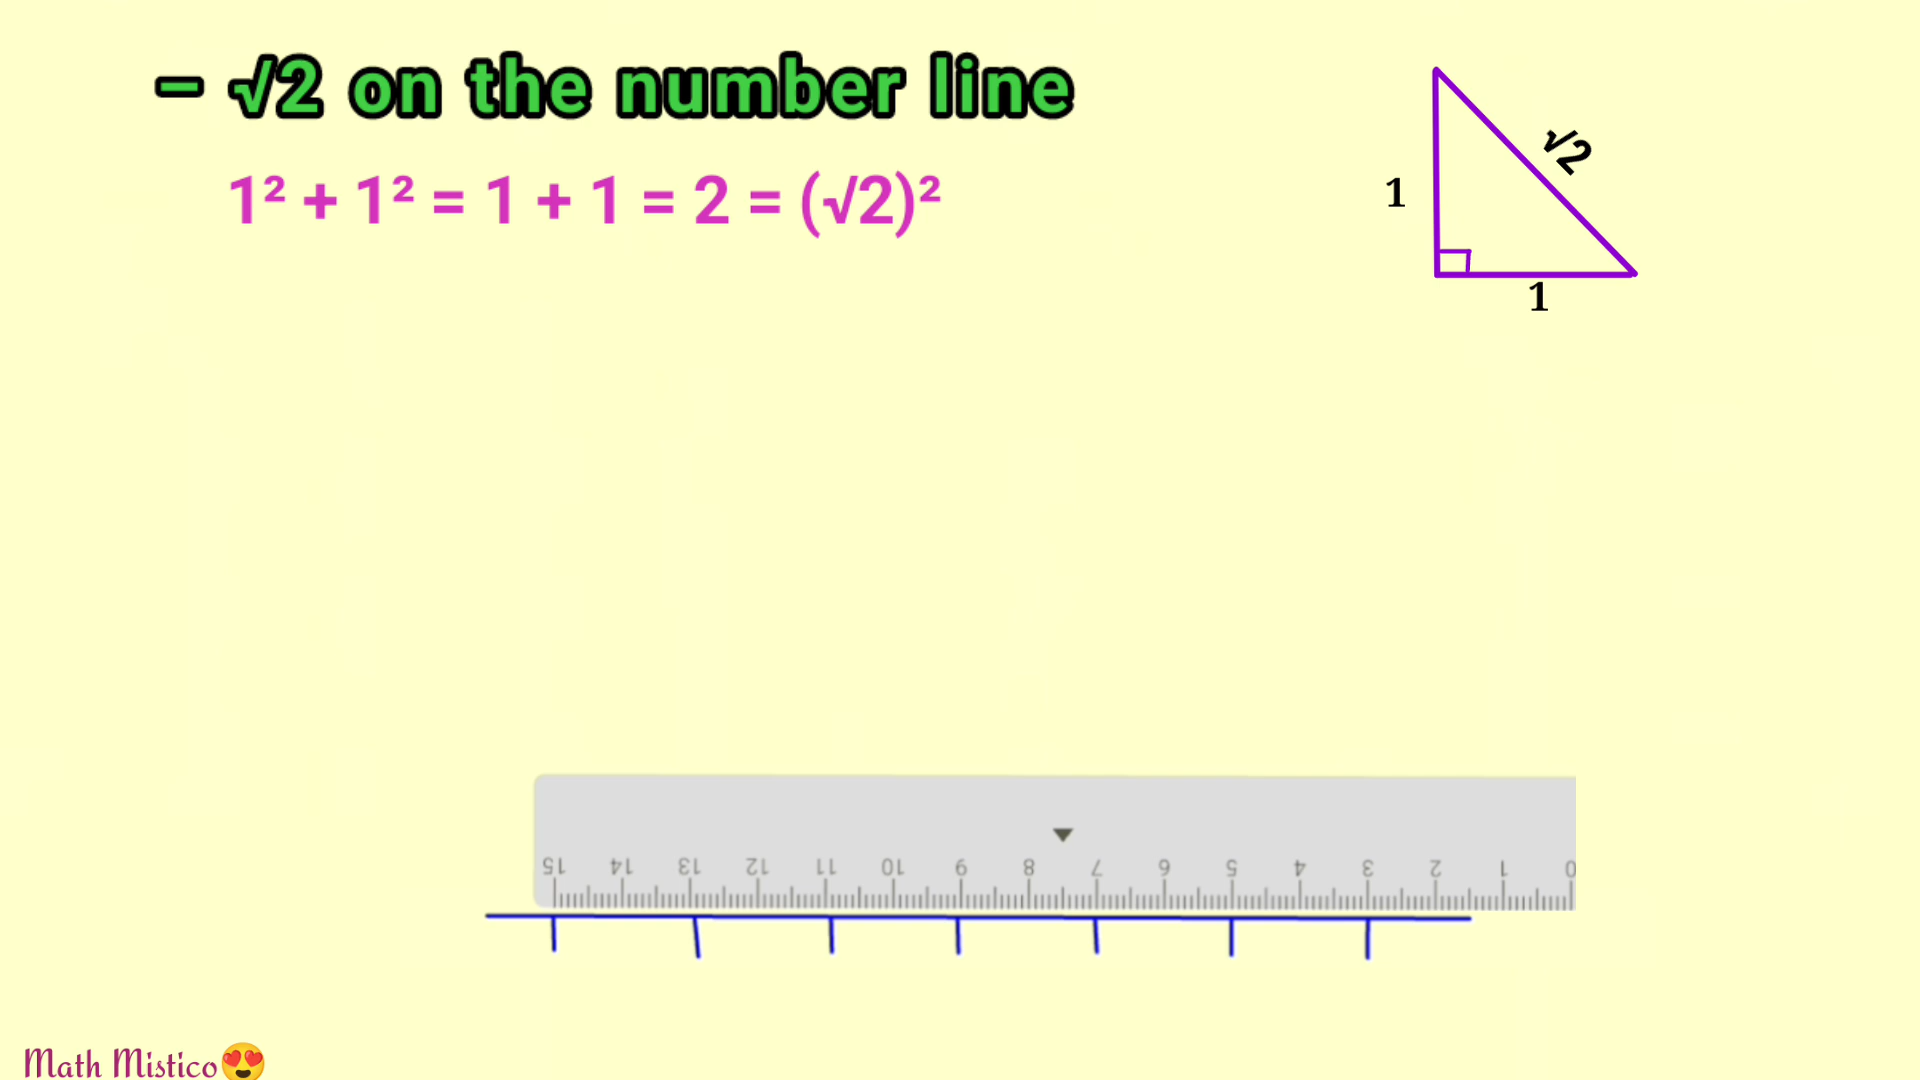 − √2 on the number line
1² + 1² = 1 + 1 = 2 = (√2)²
√2
1
1
15 14 13 12 11 10 9 8 7 6 5 4 3 2 1 0
Math Mistico😍